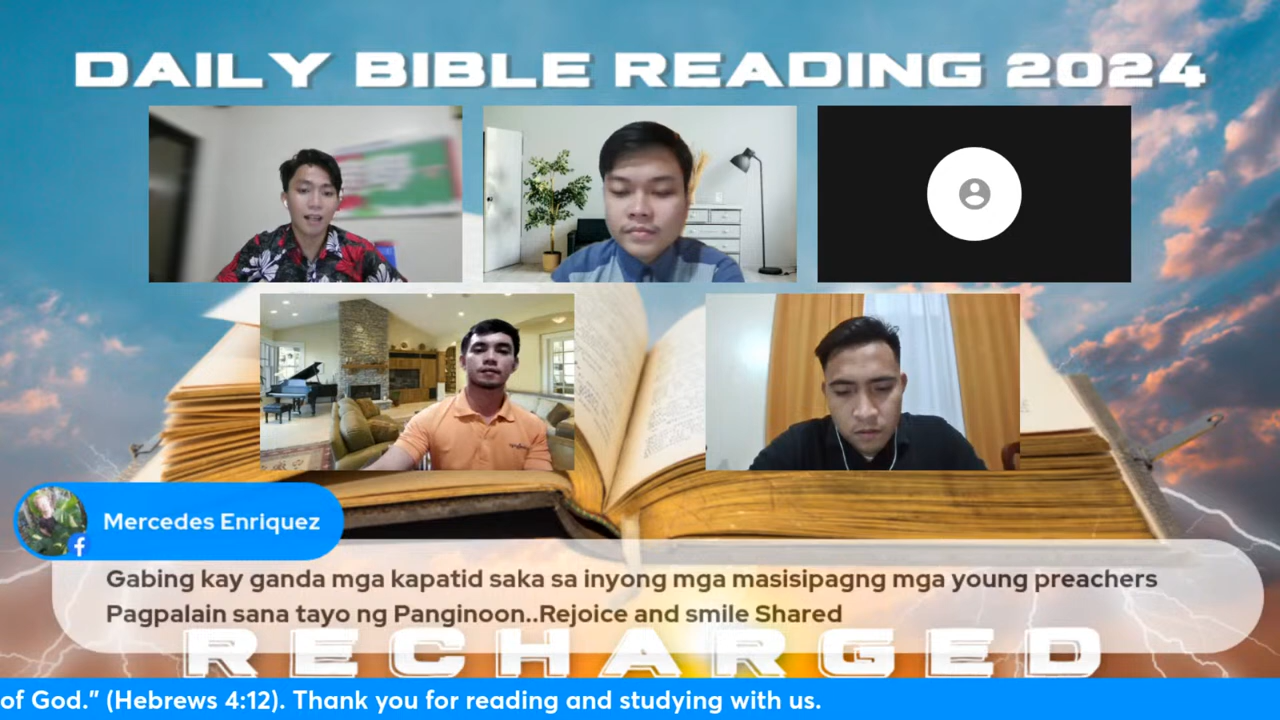 DAILY BIBLE READING 2024
Mercedes Enriquez
Gabing kay ganda mga kapatid saka sa inyong mga masisipagng mga young preachers
Pagpalain sana tayo ng Panginoon..Rejoice and smile Shared
RECHARGED
of God.” (Hebrews 4:12). Thank you for reading and studying with us.